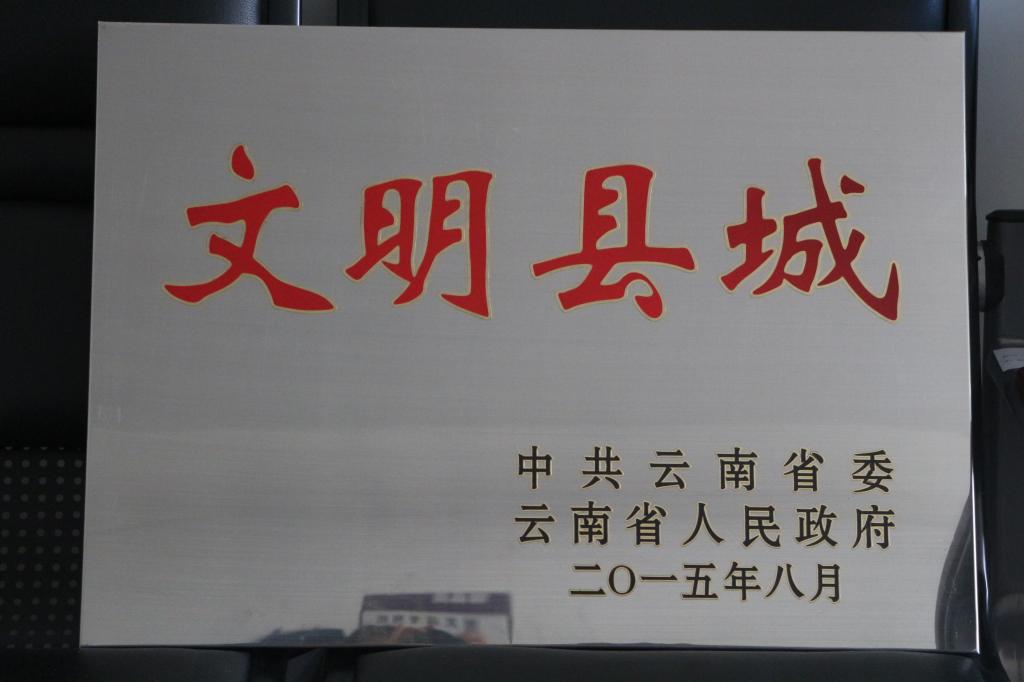 文明县城
中共云南省委
云南省人民政府
二〇一五年八月